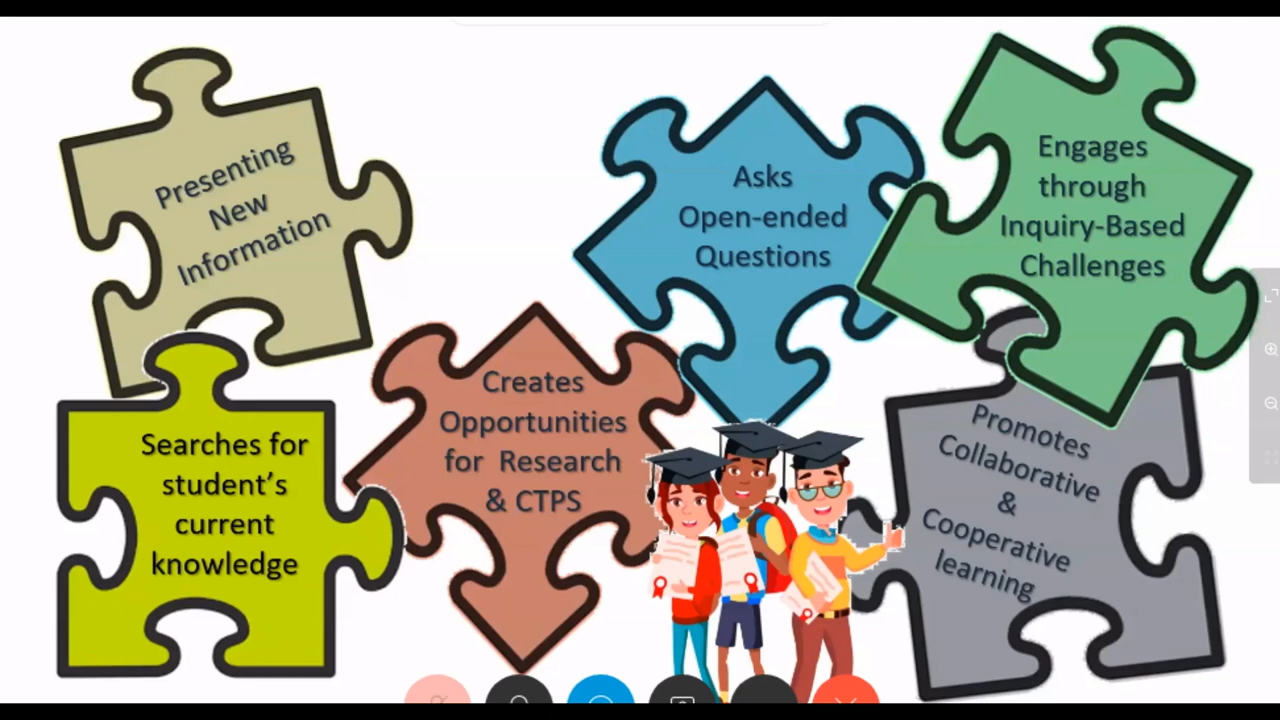 Presenting
New
Information
Searches for
student's
current
knowledge
Creates
Opportunities
for Research
& CTPS
Asks
Open-ended
Questions
Engages
through
Inquiry-Based
Challenges
Promotes
Collaborative
&
Cooperative
learning